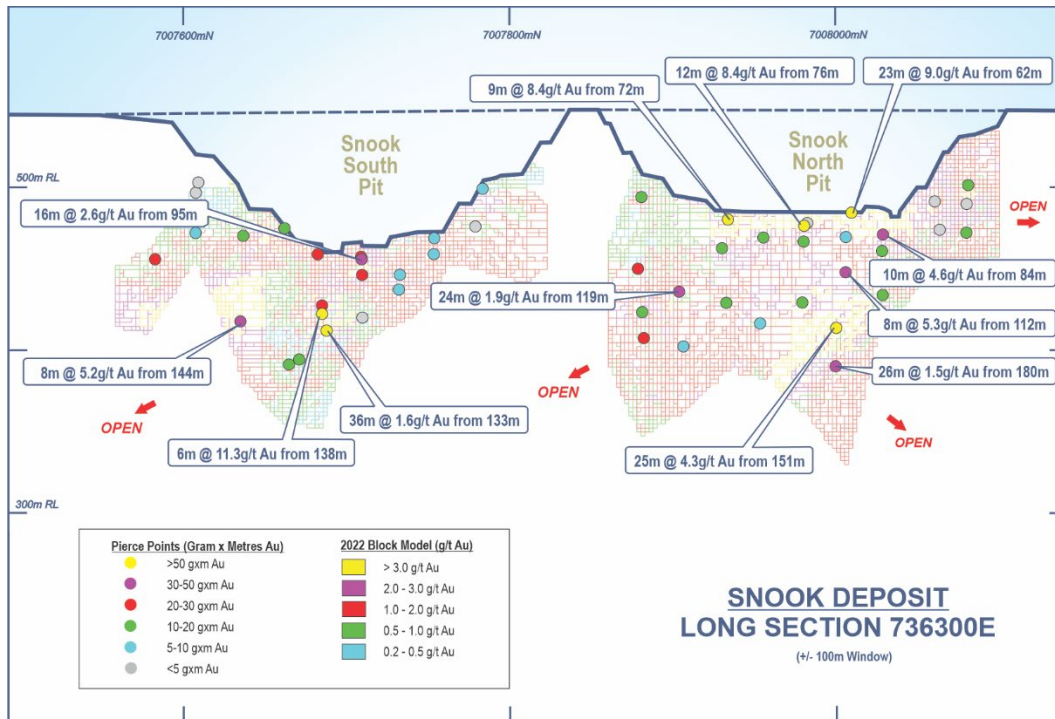 7007600mN
7007800mN
7008000mN
9m @ 8.4g/t Au from 72m
12m @ 8.4g/t Au from 76m
23m @ 9.0g/t Au from 62m
Snook
South
Pit
Snook
North
Pit
500m RL
16m @ 2.6g/t Au from 95m
OPEN
10m @ 4.6g/t Au from 84m
24m @ 1.9g/t Au from 119m
8m @ 5.3g/t Au from 112m
8m @ 5.2g/t Au from 144m
26m @ 1.5g/t Au from 180m
OPEN
OPEN
OPEN
36m @ 1.6g/t Au from 133m
6m @ 11.3g/t Au from 138m
25m @ 4.3g/t Au from 151m
300m RL
Pierce Points (Gram x Metres Au)
>50 gxm Au
30-50 gxm Au
20-30 gxm Au
10-20 gxm Au
5-10 gxm Au
<5 gxm Au
2022 Block Model (g/t Au)
> 3.0 g/t Au
2.0 - 3.0 g/t Au
1.0 - 2.0 g/t Au
0.5 - 1.0 g/t Au
0.2 - 0.5 g/t Au
SNOOK DEPOSIT
LONG SECTION 736300E
(+/- 100m Window)